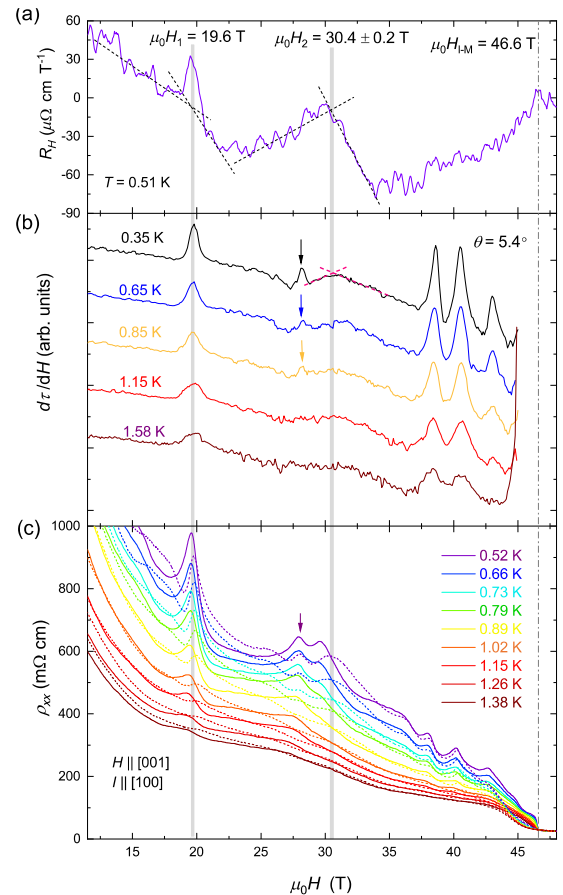 (a)
μ₀H₁ = 19.6 T
μ₀H₂ = 30.4 ± 0.2 T
μ₀H_I-M = 46.6 T
60
30
0
-30
-60
-90
R_H (μΩ cm T⁻¹)
T = 0.51 K
(b)
0.35 K
θ = 5.4°
0.65 K
0.85 K
1.15 K
1.58 K
dτ/dH (arb. units)
(c)
1000
800
600
400
200
0
ρ_xx (mΩ cm)
0.52 K
0.66 K
0.73 K
0.79 K
0.89 K
1.02 K
1.15 K
1.26 K
1.38 K
H || [001]
I || [100]
15 20 25 30 35 40 45
μ₀H (T)